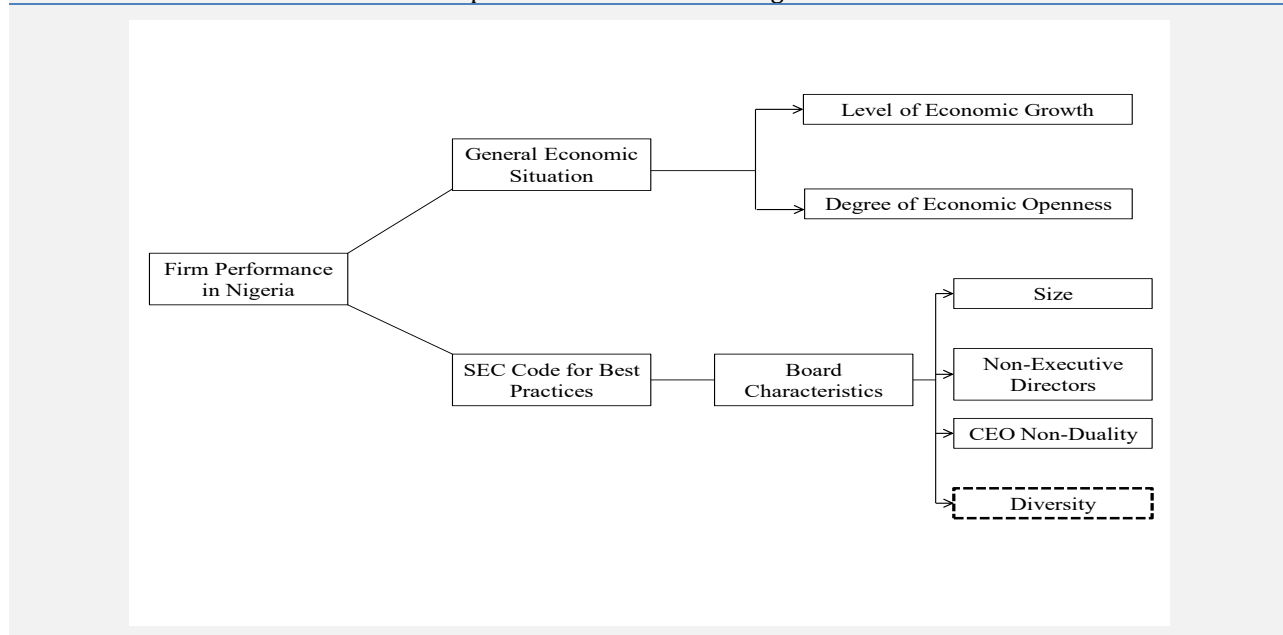 Level of Economic Growth
General Economic
Situation
Degree of Economic Openness
Firm Performance
in Nigeria
Size
SEC Code for Best
Practices
Board
Characteristics
Non-Executive
Directors
CEO Non-Duality
Diversity